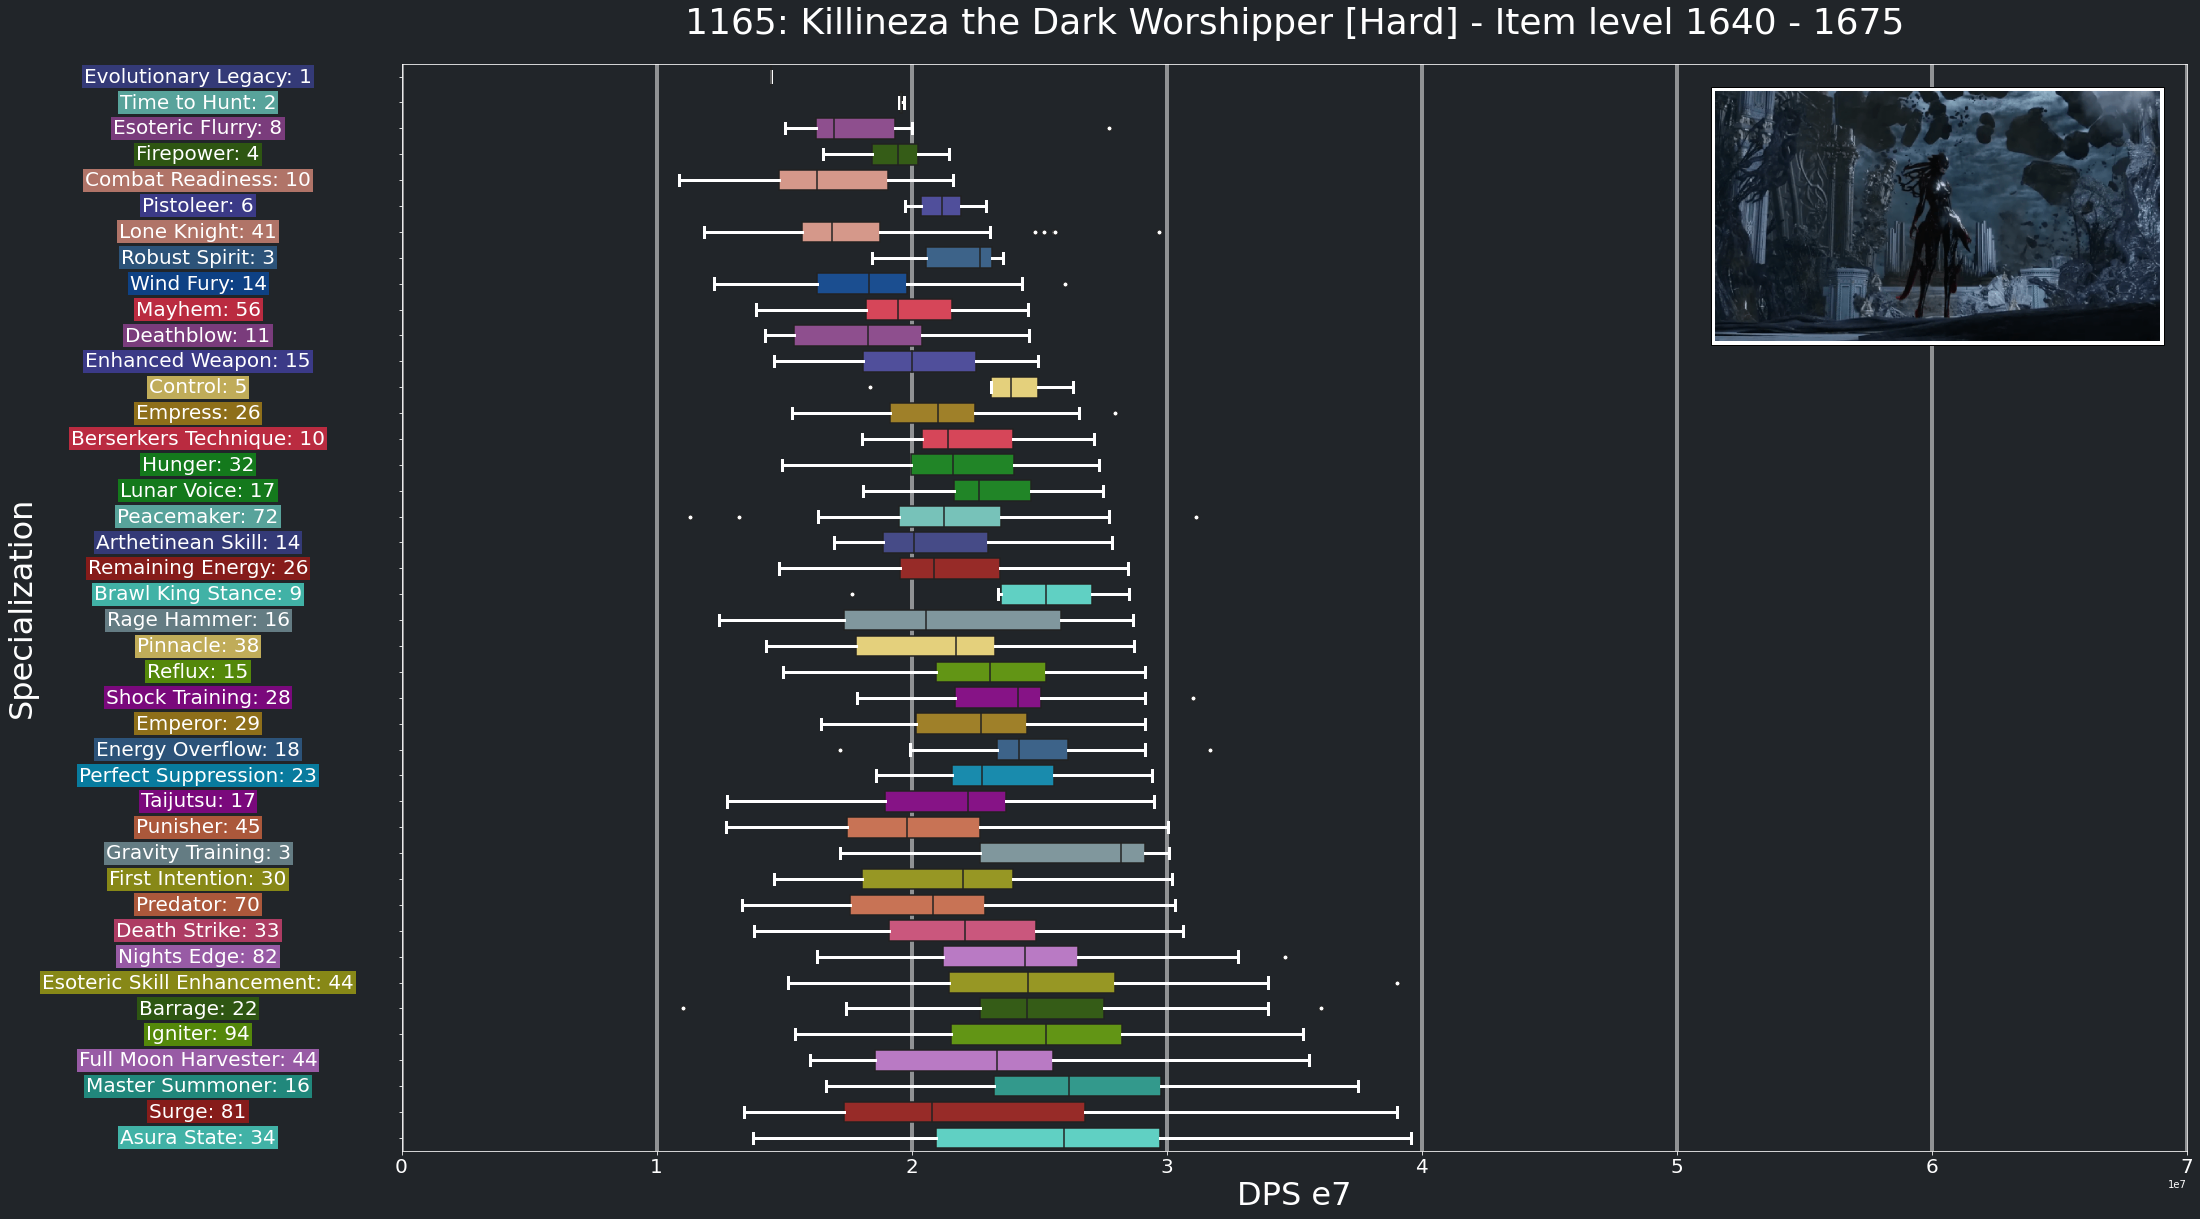 1165: Killineza the Dark Worshipper [Hard] - Item level 1640 - 1675
Evolutionary Legacy: 1
Time to Hunt: 2
Esoteric Flurry: 8
Firepower: 4
Combat Readiness: 10
Pistoleer: 6
Lone Knight: 41
Robust Spirit: 3
Wind Fury: 14
Mayhem: 56
Deathblow: 11
Enhanced Weapon: 15
Control: 5
Empress: 26
Berserkers Technique: 10
Hunger: 32
Lunar Voice: 17
Peacemaker: 72
Arthetinean Skill: 14
Remaining Energy: 26
Brawl King Stance: 9
Rage Hammer: 16
Pinnacle: 38
Reflux: 15
Shock Training: 28
Emperor: 29
Energy Overflow: 18
Perfect Suppression: 23
Taijutsu: 17
Punisher: 45
Gravity Training: 3
First Intention: 30
Predator: 70
Death Strike: 33
Nights Edge: 82
Esoteric Skill Enhancement: 44
Barrage: 22
Igniter: 94
Full Moon Harvester: 44
Master Summoner: 16
Surge: 81
Asura State: 34
Specialization
0 1 2 3 4 5 6 7
1e7
DPS e7